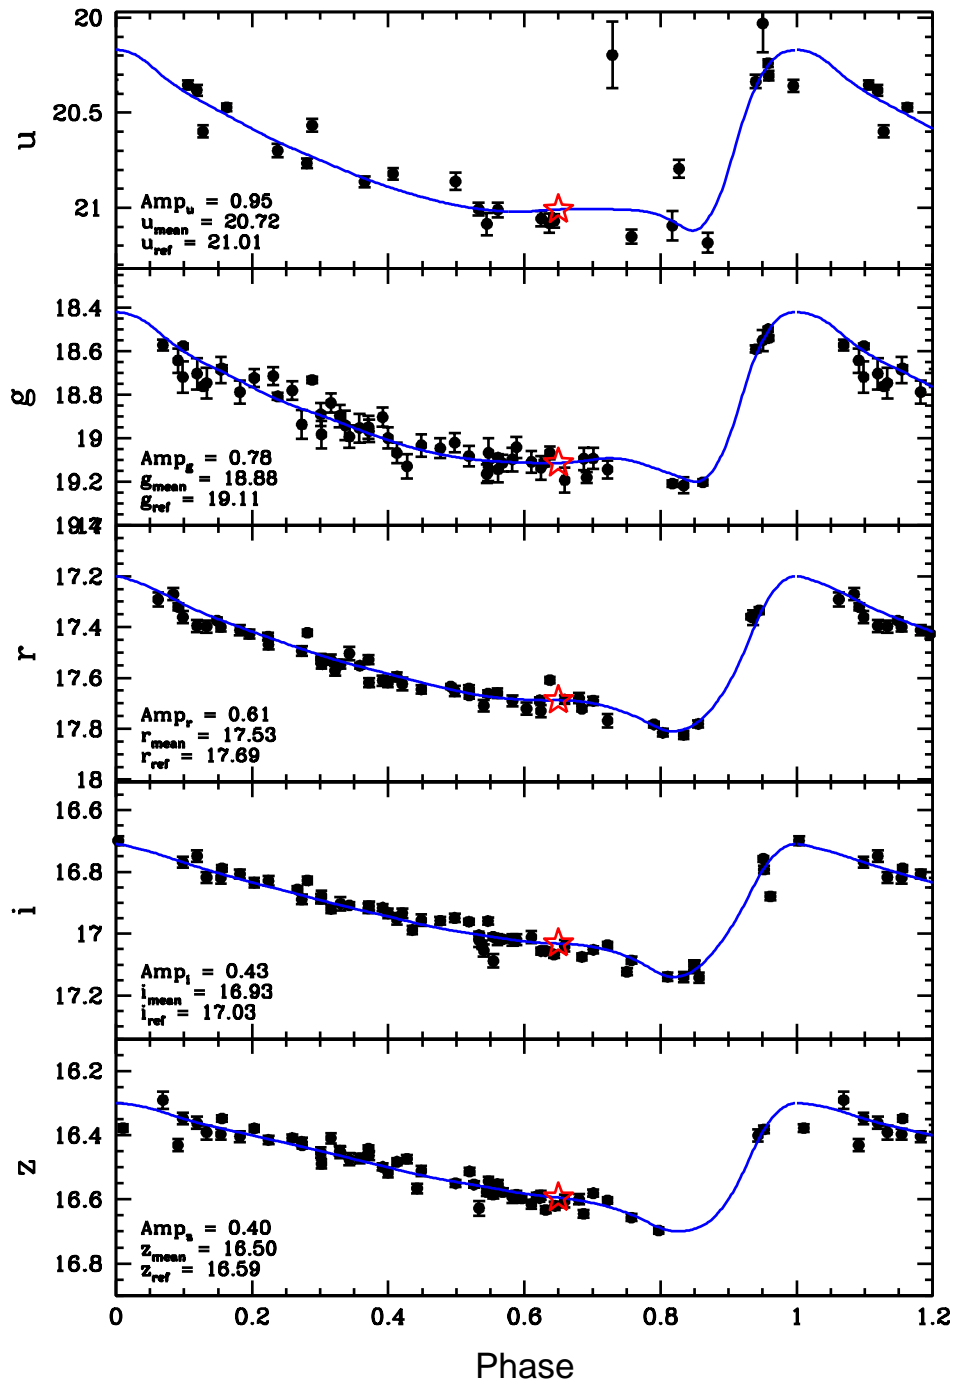 20
20.5
21
u
Amp_u = 0.95
u_mean = 20.72
u_ref = 21.01
18.4
18.6
18.8
19
19.2
g
Amp_g = 0.78
g_mean = 18.88
g_ref = 19.11
17.2
17.4
17.6
17.8
18
r
Amp_r = 0.61
r_mean = 17.53
r_ref = 17.69
16.6
16.8
17
17.2
i
Amp_i = 0.43
i_mean = 16.93
i_ref = 17.03
16.2
16.4
16.6
16.8
z
Amp_z = 0.40
z_mean = 16.50
z_ref = 16.59
0 0.2 0.4 0.6 0.8 1 1.2
Phase